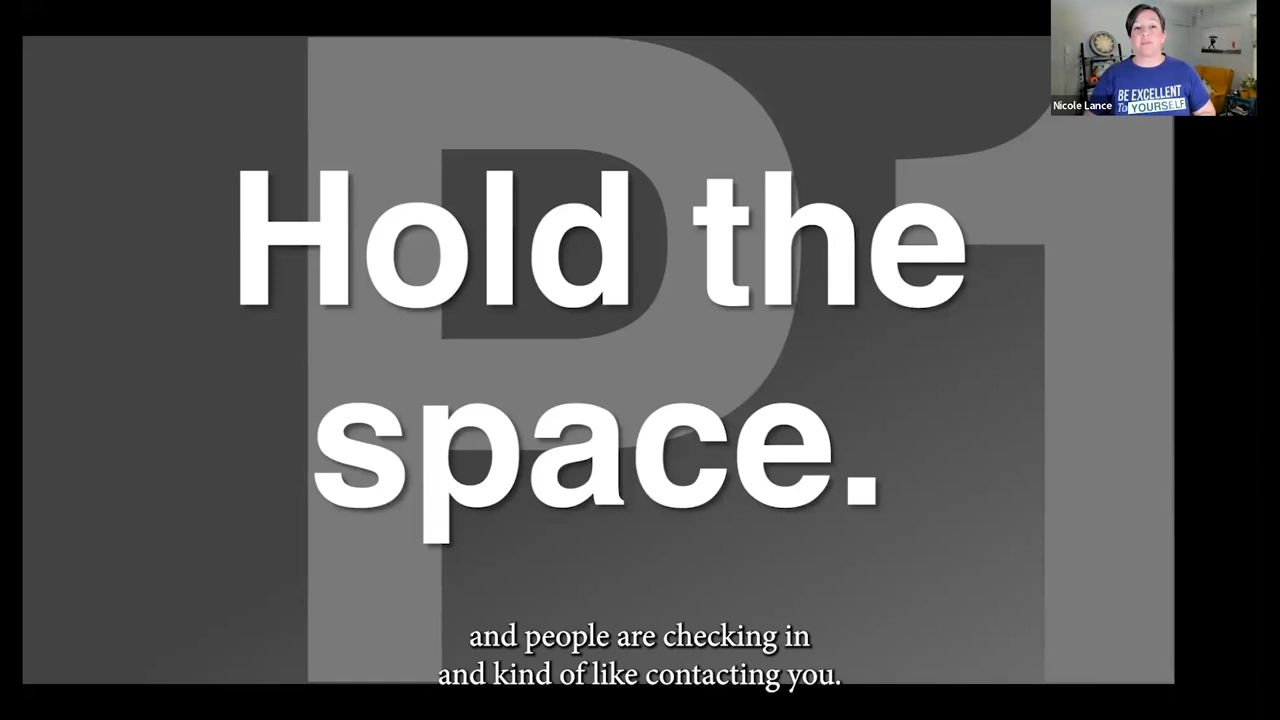 Nicole Lance
BE EXCELLENT
To YOURSELF
P1
Hold the
space.
and people are checking in
and kind of like contacting you.